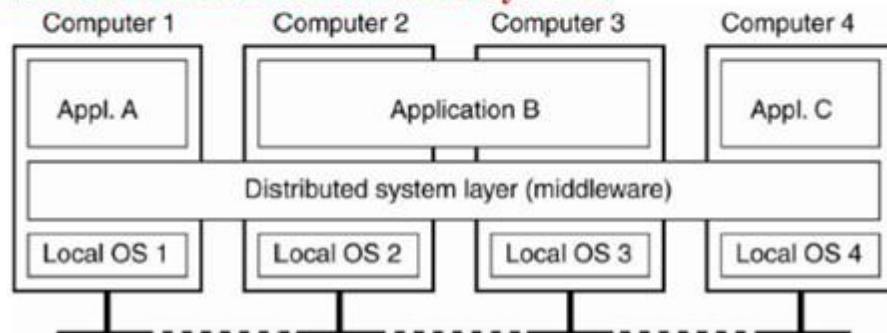 Computer 1 Computer 2 Computer 3 Computer 4
Appl. A Application B Appl. C
Distributed system layer (middleware)
Local OS 1 Local OS 2 Local OS 3 Local OS 4